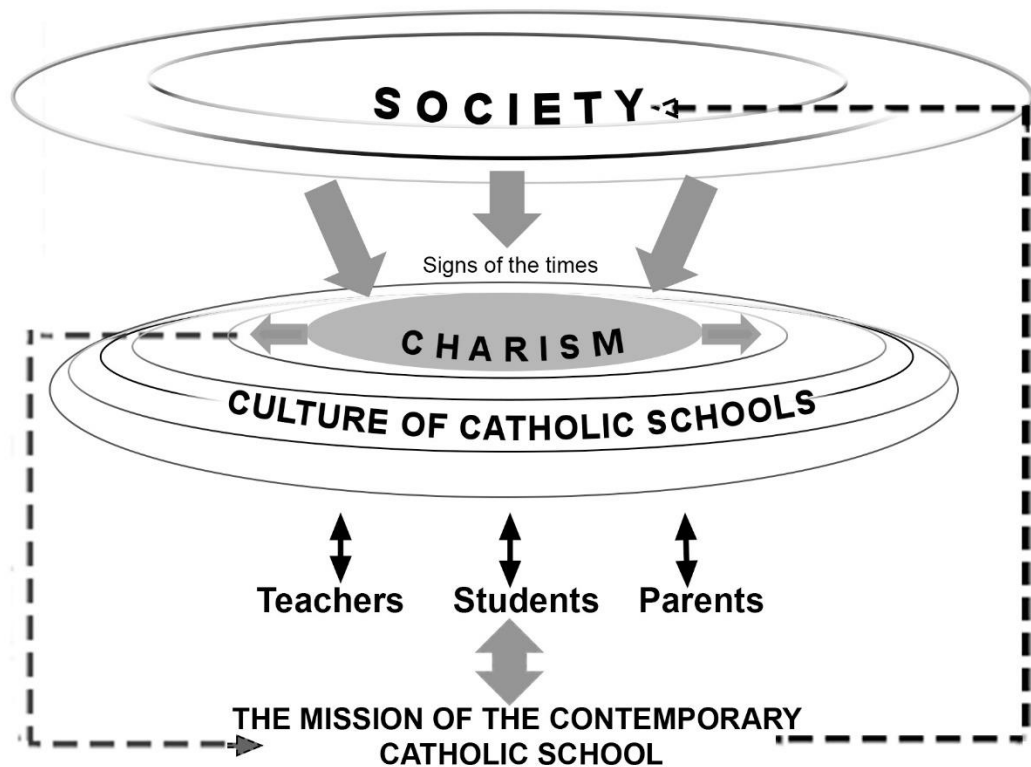 SOCIETY
Signs of the times
CHARISM
CULTURE OF CATHOLIC SCHOOLS
Teachers Students Parents
THE MISSION OF THE CONTEMPORARY
CATHOLIC SCHOOL